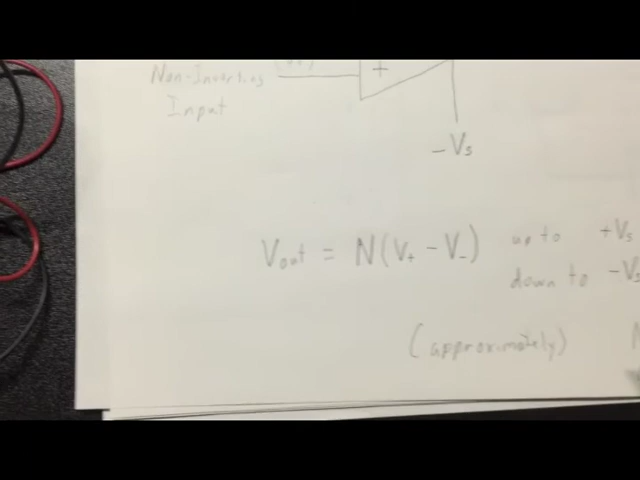 Non-Inverting
Input
+
-Vs
Vout = N(V+ - V-)
up to +Vs
down to -Vs
(approximately)